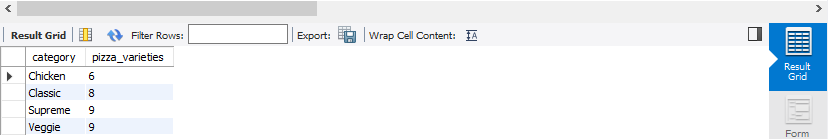 Result Grid Filter Rows: Export: Wrap Cell Content: IA
category pizza_varieties
Chicken 6
Classic 8
Supreme 9
Veggie 9
Result
Grid
Form